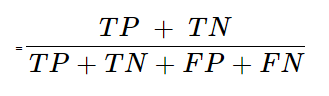 = TP + TN
TP + TN + FP + FN